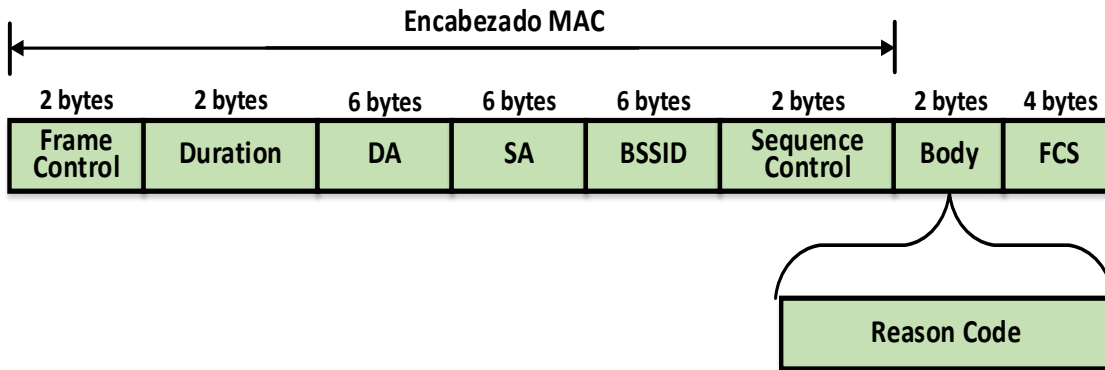 Encabezado MAC
2 bytes 2 bytes 6 bytes 6 bytes 6 bytes 2 bytes 2 bytes 4 bytes
Frame Control Duration DA SA BSSID Sequence Control Body FCS
Reason Code